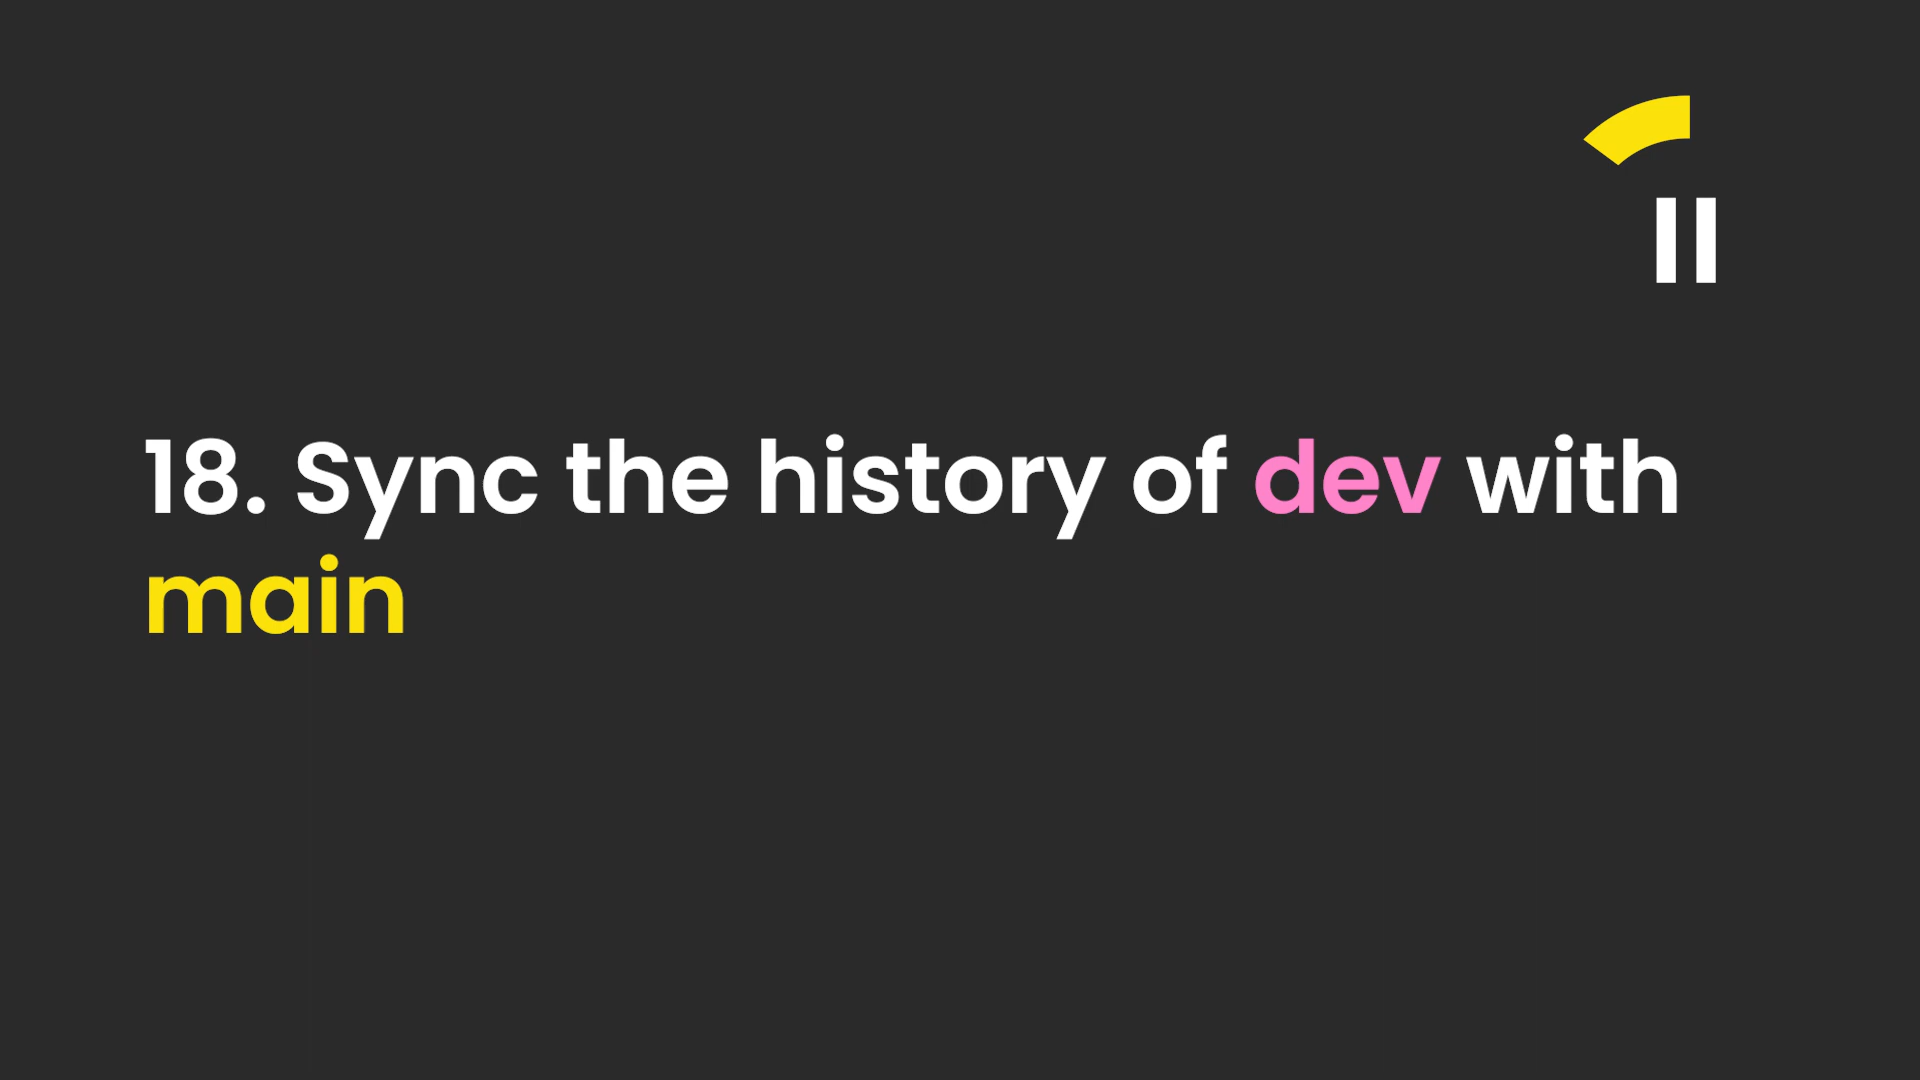 18. Sync the history of dev with
main